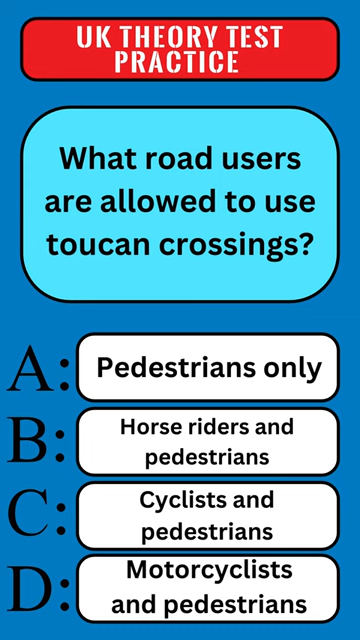 UK THEORY TEST
PRACTICE
What road users
are allowed to use
toucan crossings?
A: Pedestrians only
B: Horse riders and
pedestrians
C: Cyclists and
pedestrians
D: Motorcyclists
and pedestrians